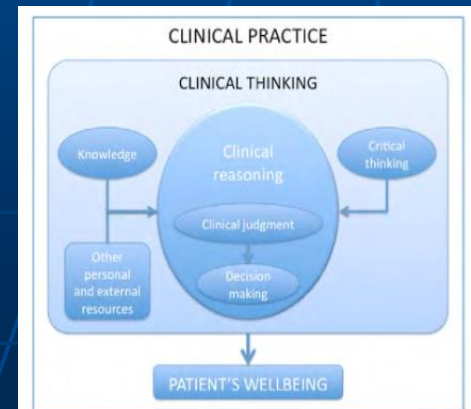 CLINICAL PRACTICE
CLINICAL THINKING
Knowledge
Clinical
reasoning
Critical
thinking
Clinical judgment
Other
personal
and external
resources
Decision
making
PATIENT'S WELLBEING